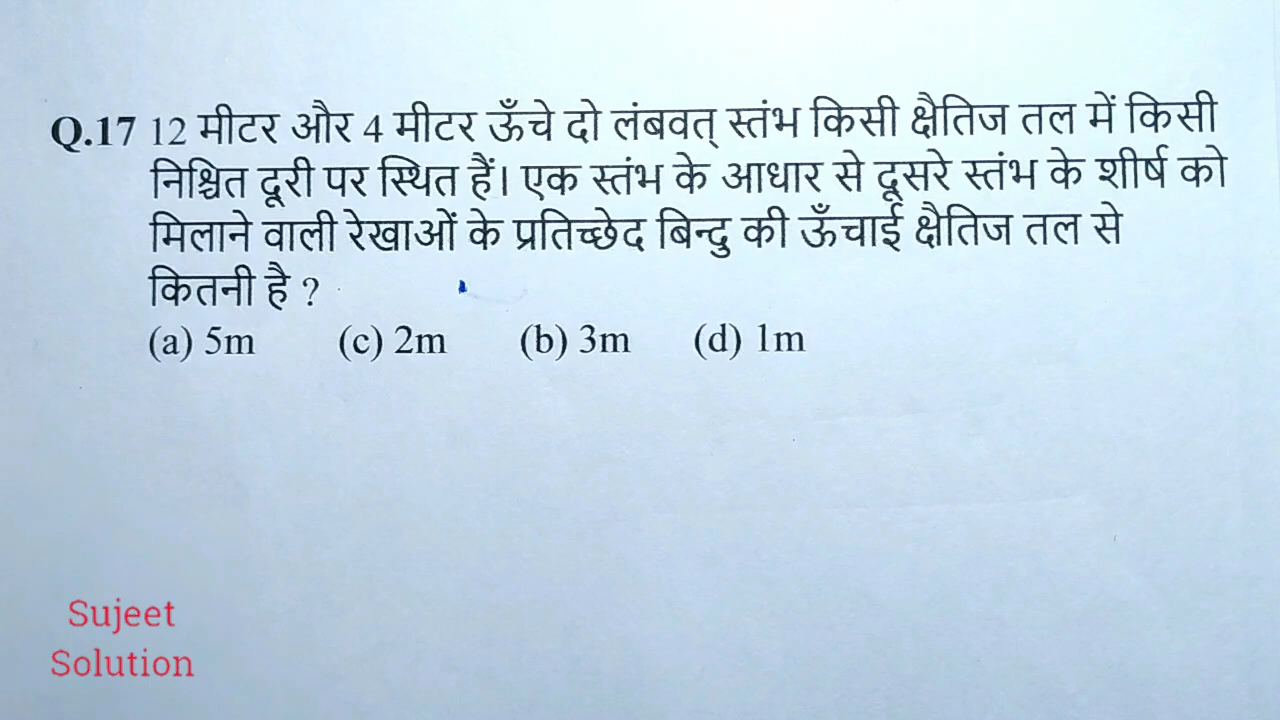 Q.17 12 मीटर और 4 मीटर ऊँचे दो लंबवत् स्तंभ किसी क्षैतिज तल में किसी
निश्चित दूरी पर स्थित हैं। एक स्तंभ के आधार से दूसरे स्तंभ के शीर्ष को
मिलाने वाली रेखाओं के प्रतिच्छेद बिन्दु की ऊँचाई क्षैतिज तल से
कितनी है ?
(a) 5m (c) 2m (b) 3m (d) 1m
Sujeet
Solution